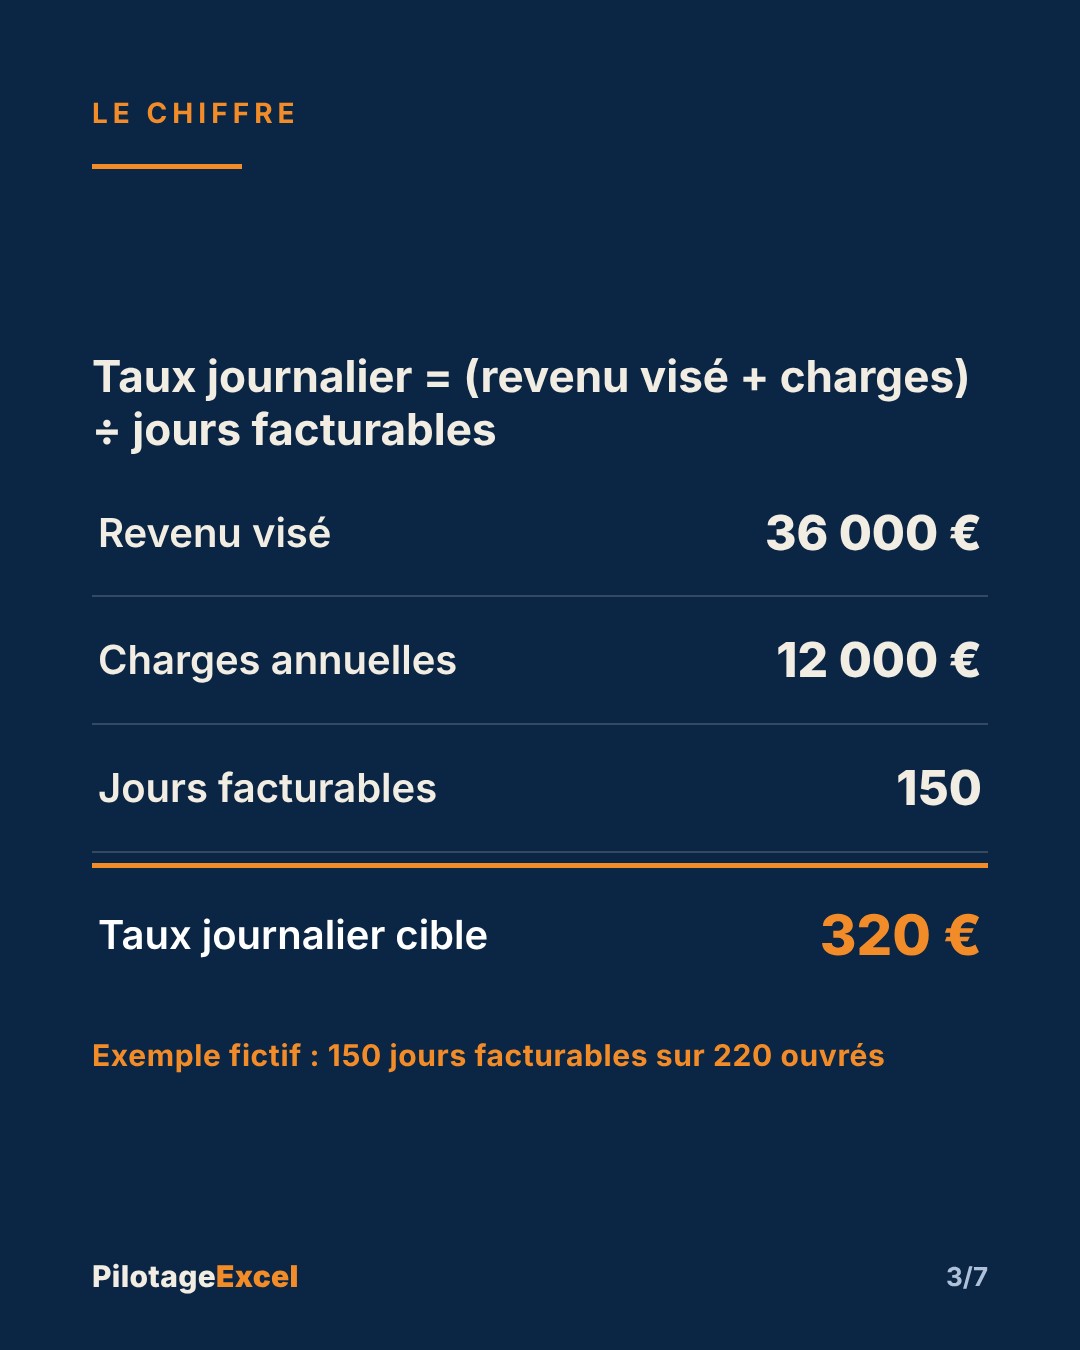 LE CHIFFRE
Taux journalier = (revenu visé + charges)
÷ jours facturables
Revenu visé 36 000 €
Charges annuelles 12 000 €
Jours facturables 150
Taux journalier cible 320 €
Exemple fictif : 150 jours facturables sur 220 ouvrés
PilotageExcel 3/7